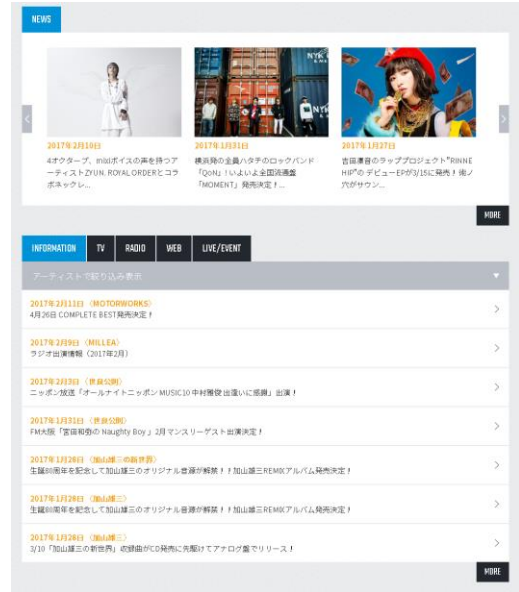 NEWS
2017年2月10日
4オクターブ、mixiボイスの声を持つア
ーティストZYUN. ROYAL ORDERとコラ
ボネックレ...
2017年1月31日
横浜発の全員ハタチのロックバンド
「QoN」!いよいよ全国流通盤
「MOMENT」発売決定!...
2017年1月27日
吉田凜音のラッププロジェクト"RINNE
HIP"の デビューEPが3/15に発売! 術ノ
穴がサウン...
MORE
INFORMATION TV RADIO WEB LIVE/EVENT
アーティストで絞り込み表示
2017年2月11日 〈MOTORWORKS〉
4月26日 COMPLETE BEST発売決定!
2017年2月9日 〈MILLEA〉
ラジオ出演情報(2017年2月)
2017年2月3日 〈世良公則〉
ニッポン放送「オールナイトニッポン MUSIC10 中村雅俊 出逢いに感謝」出演!
2017年1月31日 〈世良公則〉
FM大阪「宮田和弥の Naughty Boy 」2月 マンスリーゲスト出演決定!
2017年1月28日 〈加山雄三の新世界〉
生誕80周年を記念して加山雄三のオリジナル音源が解禁!!加山雄三REMIXアルバム発売決定!
2017年1月28日 〈加山雄三〉
生誕80周年を記念して加山雄三のオリジナル音源が解禁!!加山雄三REMIXアルバム発売決定!
2017年1月28日 〈加山雄三〉
3/10「加山雄三の新世界」収録曲がCD発売に先駆けてアナログ盤でリリース!
MORE